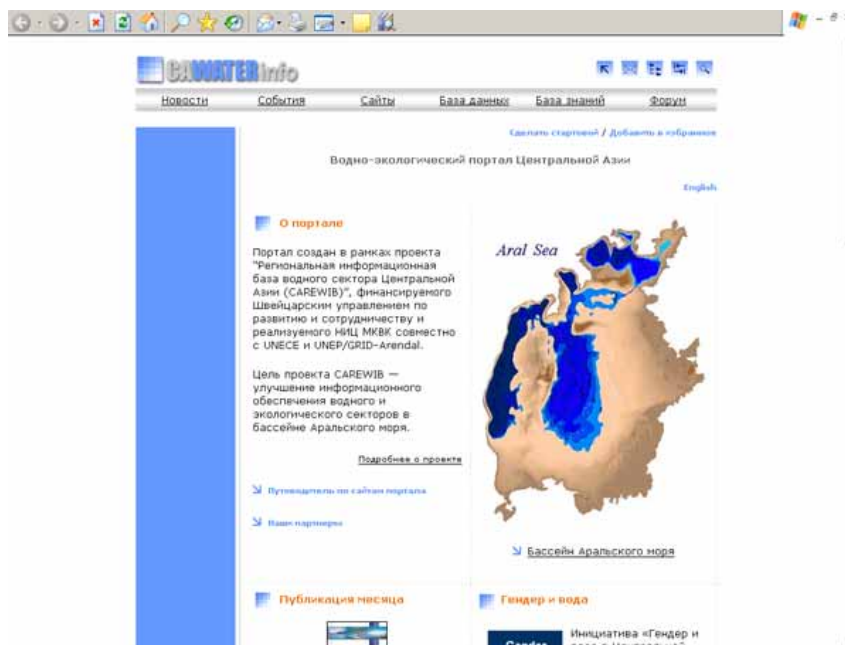 CAWATERinfo
Новости События Сайты База данных База знаний Форум
Сделать стартовой / Добавить в избранное
Водно-экологический портал Центральной Азии
English
О портале
Портал создан в рамках проекта
"Региональная информационная
база водного сектора Центральной
Азии (CAREWIB)", финансируемого
Швейцарским управлением по
развитию и сотрудничеству и
реализуемого НИЦ МКВК совместно
с UNECE и UNEP/GRID-Arendal.
Цель проекта CAREWIB —
улучшение информационного
обеспечения водного и
экологического секторов в
бассейне Аральского моря.
Подробнее о проекте
Путеводитель по сайтам портала
Наши партнеры
Aral Sea
Бассейн Аральского моря
Публикация месяца
Гендер и вода
Gender
Инициатива «Гендер и